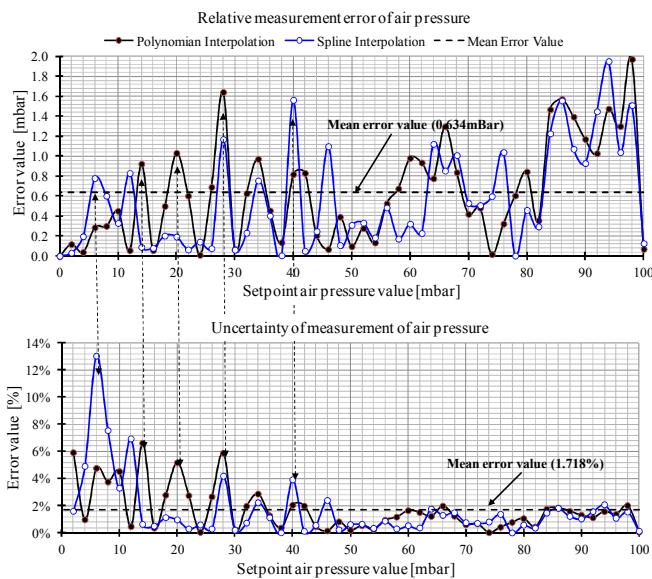 Relative measurement error of air pressure
Polynomian Interpolation Spline Interpolation Mean Error Value
Error value [mbar]
2.0
1.8
1.6
1.4
1.2
1.0
0.8
0.6
0.4
0.2
0.0
Mean error value (0,634mBar)
0 10 20 30 40 50 60 70 80 90 100
Setpoint air pressure value [mbar]
Uncertainty of measurement of air pressure
Error value [%]
14%
12%
10%
8%
6%
4%
2%
0%
Mean error value (1.718%)
0 10 20 30 40 50 60 70 80 90 100
Setpoint air pressure value [mbar]